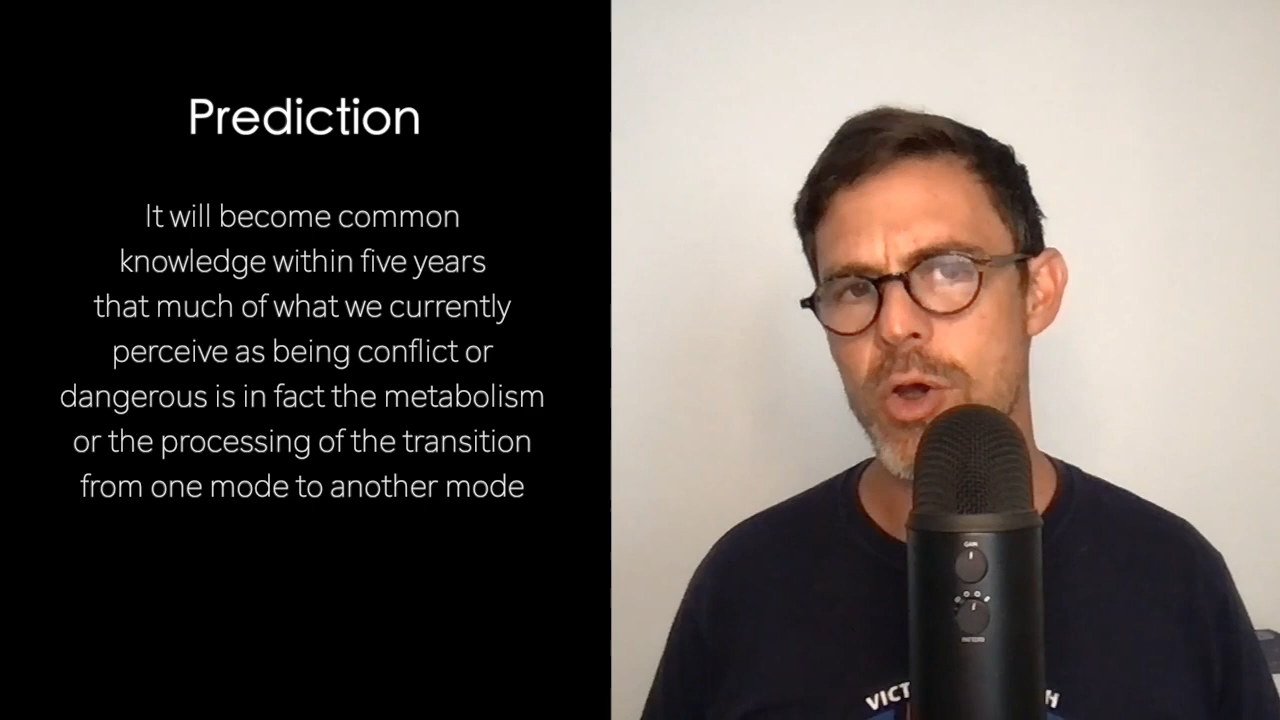 Prediction
It will become common
knowledge within five years
that much of what we currently
perceive as being conflict or
dangerous is in fact the metabolism
or the processing of the transition
from one mode to another mode
GAIN
PATTERN